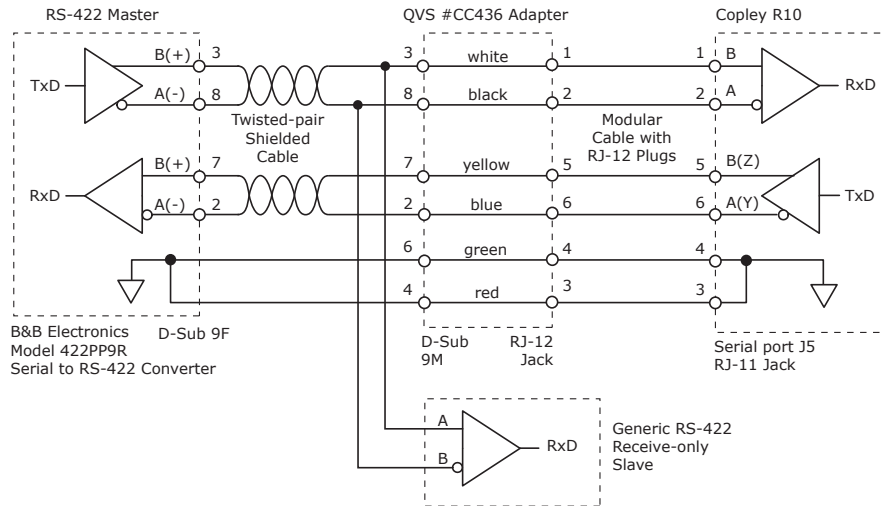 RS-422 Master
QVS #CC436 Adapter
Copley R10
B(+) 3
3 white 1
1 B
TxD
RxD
A(-) 8
8 black 2
2 A
Twisted-pair
Shielded
Cable
Modular
Cable with
RJ-12 Plugs
B(+) 7
7 yellow 5
5 B(Z)
RxD
TxD
A(-) 2
2 blue 6
6 A(Y)
6 green 4
4
4 red 3
3
B&B Electronics
Model 422PP9R
Serial to RS-422 Converter
D-Sub 9F
D-Sub
9M
RJ-12
Jack
Serial port J5
RJ-11 Jack
A
B
RxD
Generic RS-422
Receive-only
Slave